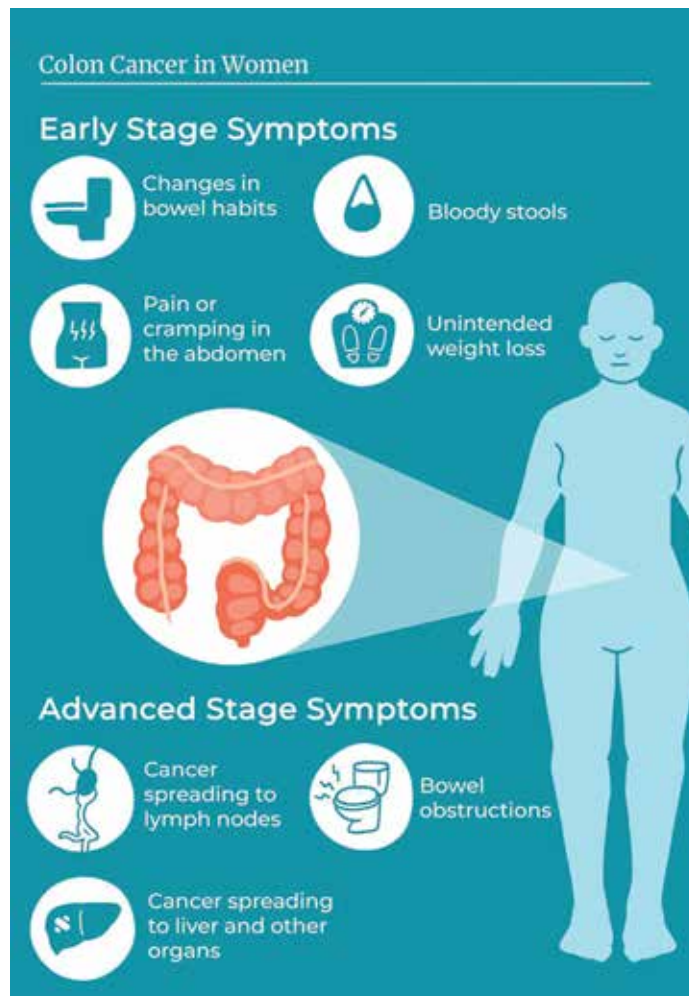 Colon Cancer in Women
Early Stage Symptoms
Changes in
bowel habits
Bloody stools
Pain or
cramping in
the abdomen
Unintended
weight loss
Advanced Stage Symptoms
Cancer
spreading to
lymph nodes
Bowel
obstructions
Cancer spreading
to liver and other
organs